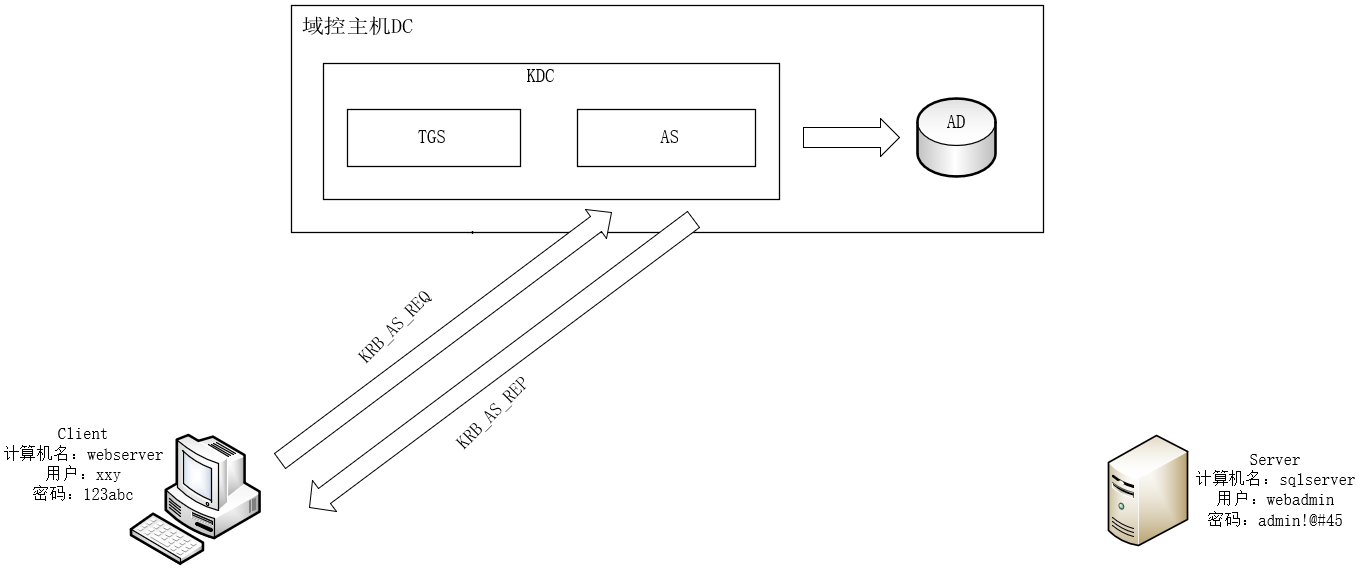 域控主机DC
KDC
TGS
AS
AD
KRB_AS_REQ
KRB_AS_REP
Client
计算机名：webserver
用户：xxy
密码：123abc
Server
计算机名：sqlserver
用户：webadmin
密码：admin!@#45